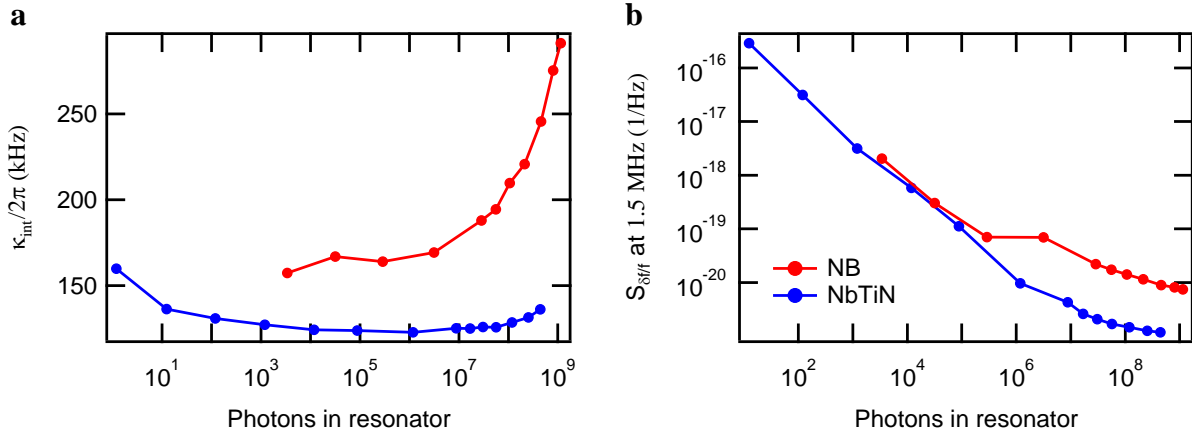 a
κint/2π (kHz)
250
200
150
10^1
10^3
10^5
10^7
10^9
Photons in resonator
b
Sδf/f at 1.5 MHz (1/Hz)
10^-16
10^-17
10^-18
10^-19
10^-20
NB
NbTiN
10^2
10^4
10^6
10^8
Photons in resonator